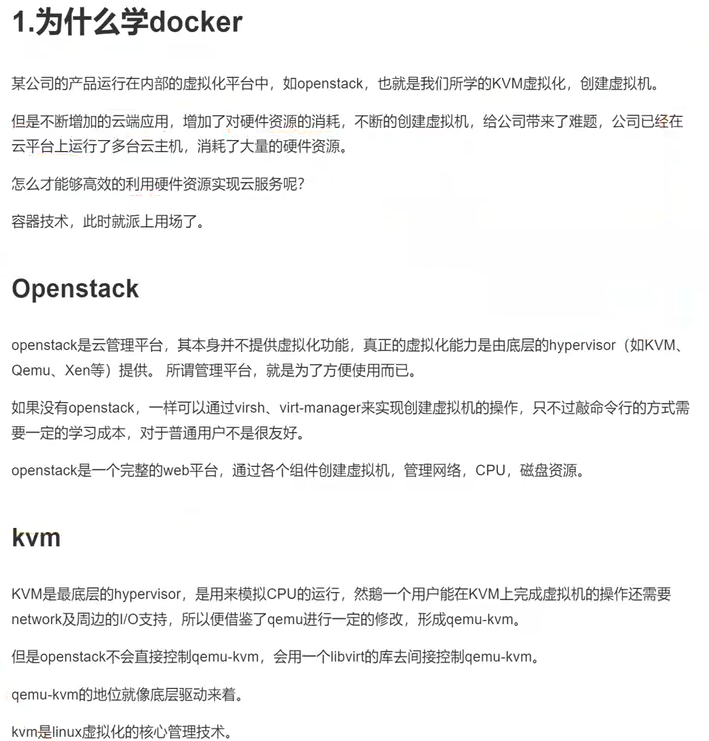 1.为什么学docker
某公司的产品运行在内部的虚拟化平台中，如openstack，也就是我们所学的KVM虚拟化，创建虚拟机。
但是不断增加的云端应用，增加了对硬件资源的消耗，不断的创建虚拟机，给公司带来了难题，公司已经在
云平台上运行了多台云主机，消耗了大量的硬件资源。
怎么才能够高效的利用硬件资源实现云服务呢？
容器技术，此时就派上用场了。
Openstack
openstack是云管理平台，其本身并不提供虚拟化功能，真正的虚拟化能力是由底层的hypervisor（如KVM、
Qemu、Xen等）提供。 所谓管理平台，就是为了方便使用而已。
如果没有openstack，一样可以通过virsh、virt-manager来实现创建虚拟机的操作，只不过敲命令行的方式需
要一定的学习成本，对于普通用户不是很友好。
openstack是一个完整的web平台，通过各个组件创建虚拟机，管理网络，CPU，磁盘资源。
kvm
KVM是最底层的hypervisor，是用来模拟CPU的运行，然鹅一个用户能在KVM上完成虚拟机的操作还需要
network及周边的I/O支持，所以便借鉴了qemu进行一定的修改，形成qemu-kvm。
但是openstack不会直接控制qemu-kvm，会用一个libvirt的库去间接控制qemu-kvm。
qemu-kvm的地位就像底层驱动来着。
kvm是linux虚拟化的核心管理技术。